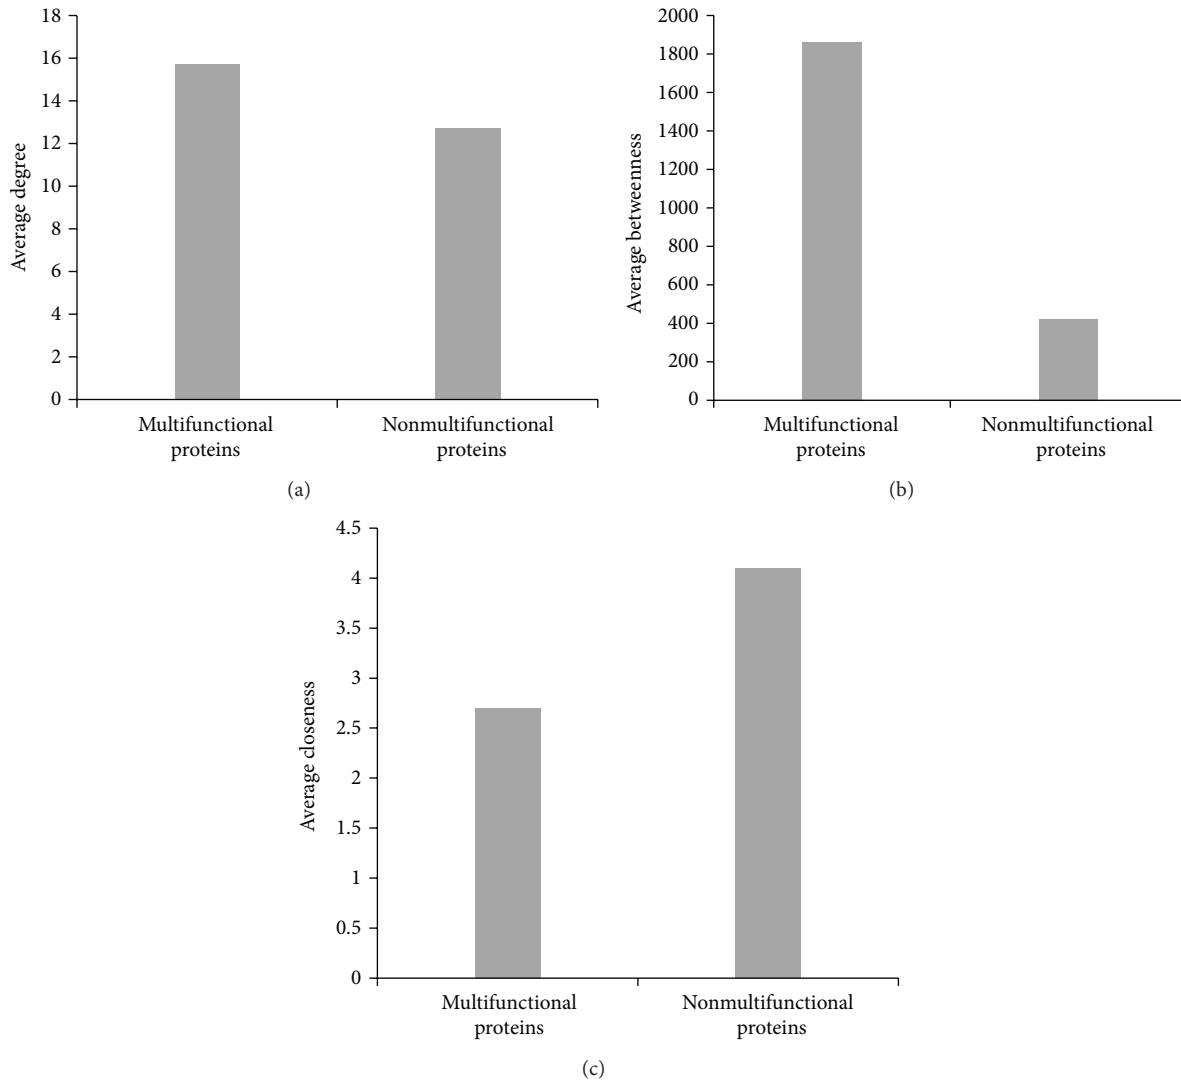 18
16
14
12
10
8
6
4
2
0
Average degree
Multifunctional
proteins
Nonmultifunctional
proteins
(a)
2000
1800
1600
1400
1200
1000
800
600
400
200
0
Average betweenness
Multifunctional
proteins
Nonmultifunctional
proteins
(b)
4.5
4
3.5
3
2.5
2
1.5
1
0.5
0
Average closeness
Multifunctional
proteins
Nonmultifunctional
proteins
(c)